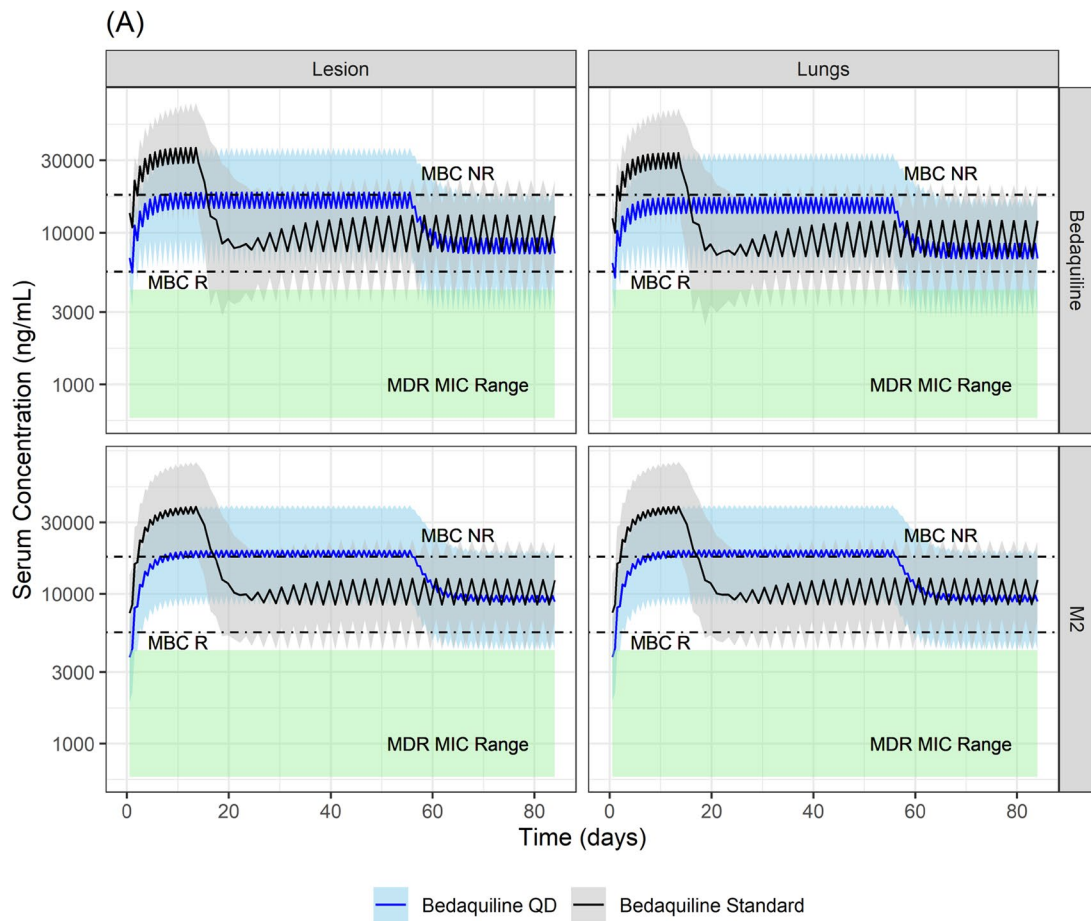 (A)
Lesion
Lungs
Serum Concentration (ng/mL)
30000
10000
3000
1000
MBC NR
MBC R
MDR MIC Range
MBC NR
MBC R
MDR MIC Range
Bedaquiline
30000
10000
3000
1000
MBC NR
MBC R
MDR MIC Range
MBC NR
MBC R
MDR MIC Range
M2
0 20 40 60 80
0 20 40 60 80
Time (days)
Bedaquiline QD
Bedaquiline Standard